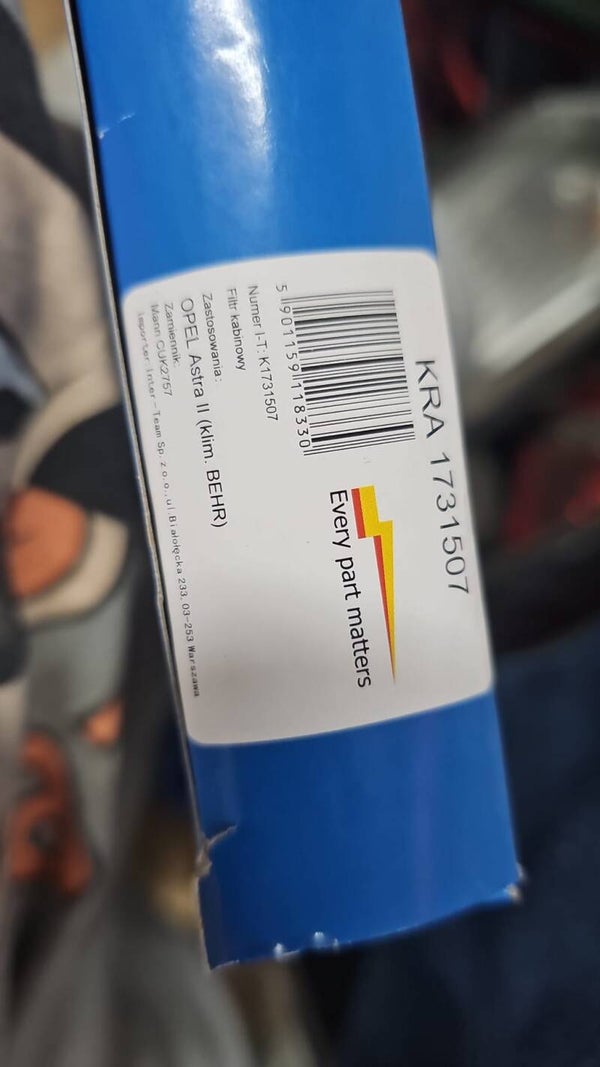 KRA 1731507
5 901159 118330
Every part matters
Numer I-T: K1731507
Filtr kabinowy
Zastosowania:
OPEL Astra II (klim. BEHR)
Zamiennik:
Mann CUK2757
Importer: Inter-Team Sp. z o.o., ul.Białołęcka 233, 03-253 Warszawa